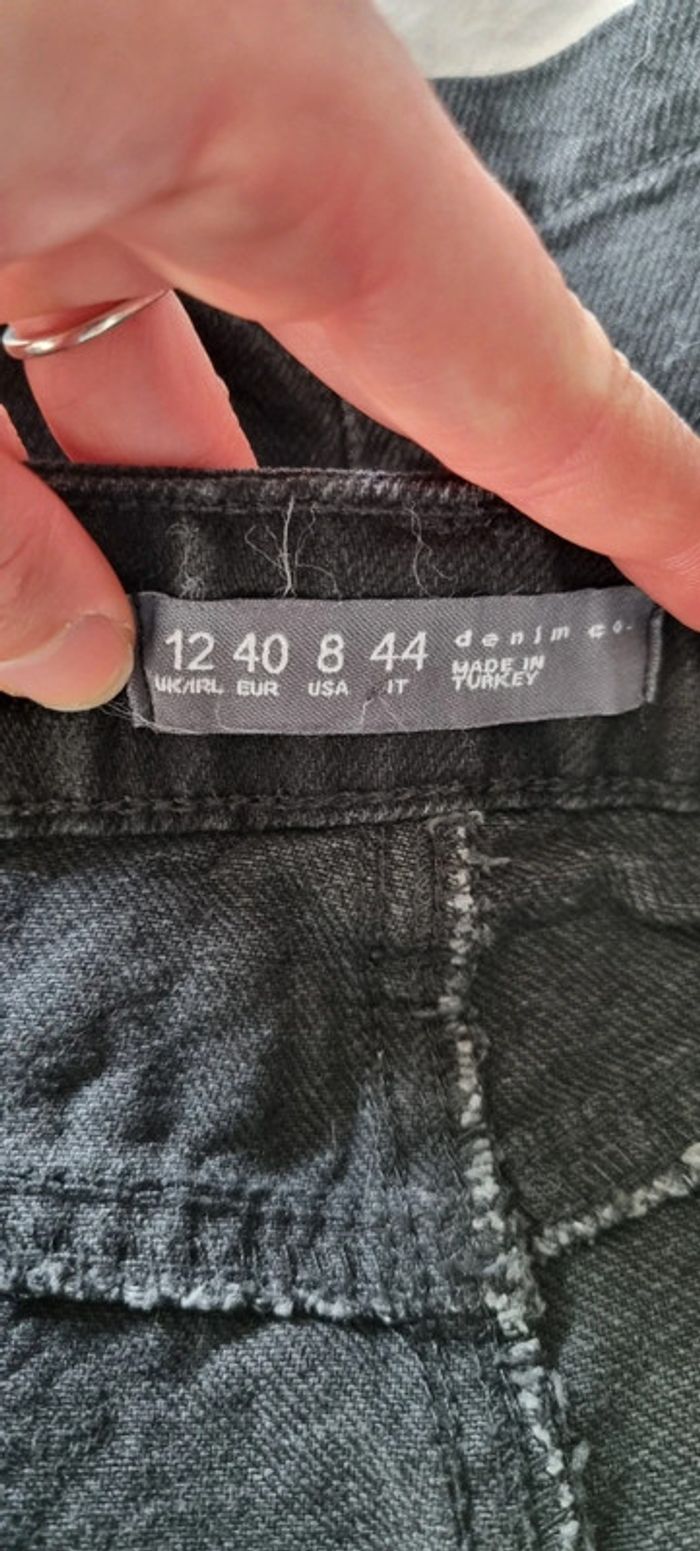 12 40 8 44 denim co.
UK/IRL EUR USA IT MADE IN
TURKEY